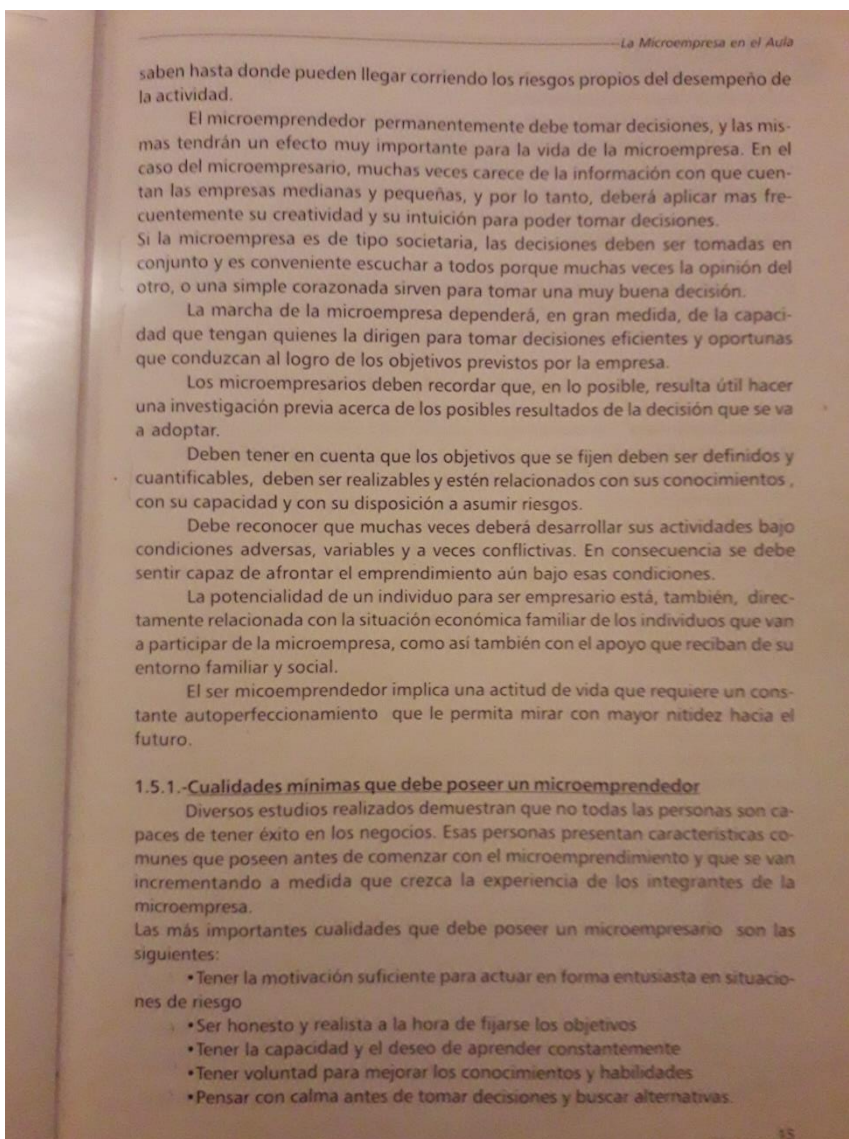 La Microempresa en el Aula
saben hasta donde pueden llegar corriendo los riesgos propios del desempeño de
la actividad.
El microemprendedor permanentemente debe tomar decisiones, y las mis-
mas tendrán un efecto muy importante para la vida de la microempresa. En el
caso del microempresario, muchas veces carece de la información con que cuen-
tan las empresas medianas y pequeñas, y por lo tanto, deberá aplicar mas fre-
cuentemente su creatividad y su intuición para poder tomar decisiones.
Si la microempresa es de tipo societaria, las decisiones deben ser tomadas en
conjunto y es conveniente escuchar a todos porque muchas veces la opinión del
otro, o una simple corazonada sirven para tomar una muy buena decisión.
La marcha de la microempresa dependerá, en gran medida, de la capaci-
dad que tengan quienes la dirigen para tomar decisiones eficientes y oportunas
que conduzcan al logro de los objetivos previstos por la empresa.
Los microempresarios deben recordar que, en lo posible, resulta útil hacer
una investigación previa acerca de los posibles resultados de la decisión que se va
a adoptar.
Deben tener en cuenta que los objetivos que se fijen deben ser definidos y
cuantificables, deben ser realizables y estén relacionados con sus conocimientos ,
con su capacidad y con su disposición a asumir riesgos.
Debe reconocer que muchas veces deberá desarrollar sus actividades bajo
condiciones adversas, variables y a veces conflictivas. En consecuencia se debe
sentir capaz de afrontar el emprendimiento aún bajo esas condiciones.
La potencialidad de un individuo para ser empresario está, también, direc-
tamente relacionada con la situación económica familiar de los individuos que van
a participar de la microempresa, como así también con el apoyo que reciban de su
entorno familiar y social.
El ser micoemprendedor implica una actitud de vida que requiere un cons-
tante autoperfeccionamiento que le permita mirar con mayor nitidez hacia el
futuro.
1.5.1.-Cualidades mínimas que debe poseer un microemprendedor
Diversos estudios realizados demuestran que no todas las personas son ca-
paces de tener éxito en los negocios. Esas personas presentan características co-
munes que poseen antes de comenzar con el microemprendimiento y que se van
incrementando a medida que crezca la experiencia de los integrantes de la
microempresa.
Las más importantes cualidades que debe poseer un microempresario son las
siguientes:
•Tener la motivación suficiente para actuar en forma entusiasta en situacio-
nes de riesgo
•Ser honesto y realista a la hora de fijarse los objetivos
•Tener la capacidad y el deseo de aprender constantemente
•Tener voluntad para mejorar los conocimientos y habilidades
•Pensar con calma antes de tomar decisiones y buscar alternativas.
15